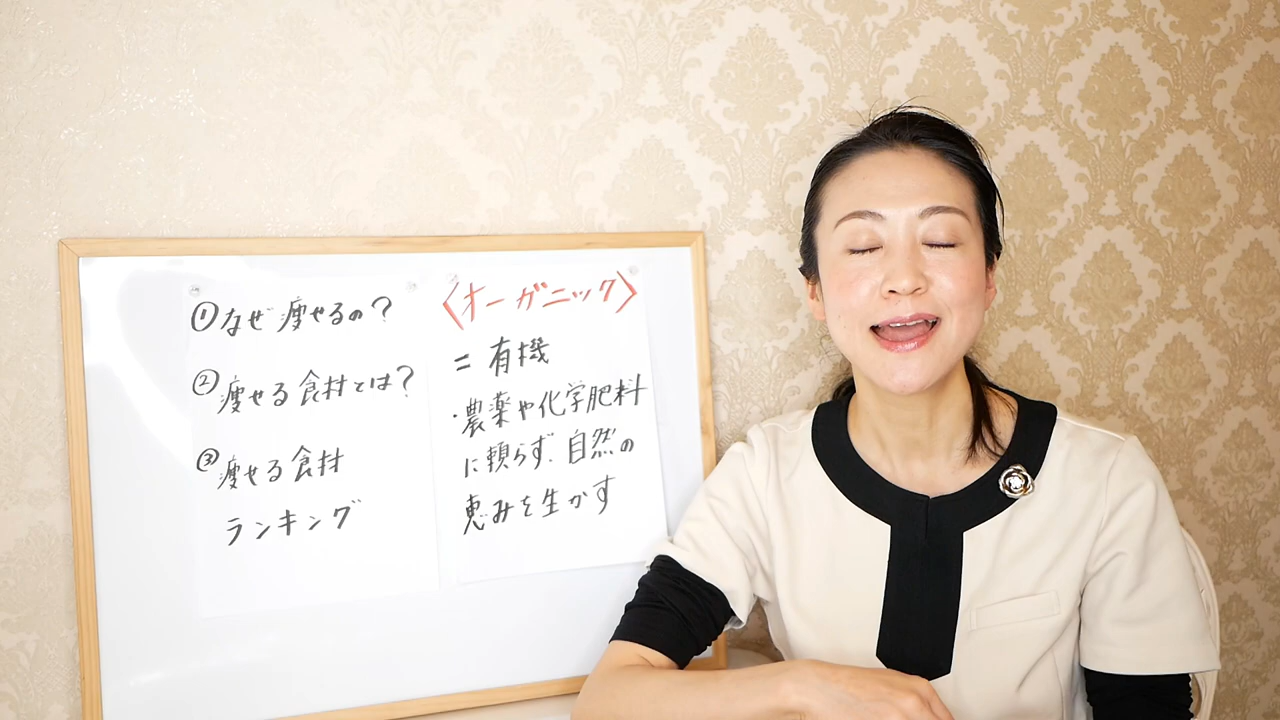 ①なぜ痩せるの？
②痩せる食材とは？
③痩せる食材
ランキング
〈オーガニック〉
＝有機
・農薬や化学肥料
に頼らず、自然の
恵みを生かす